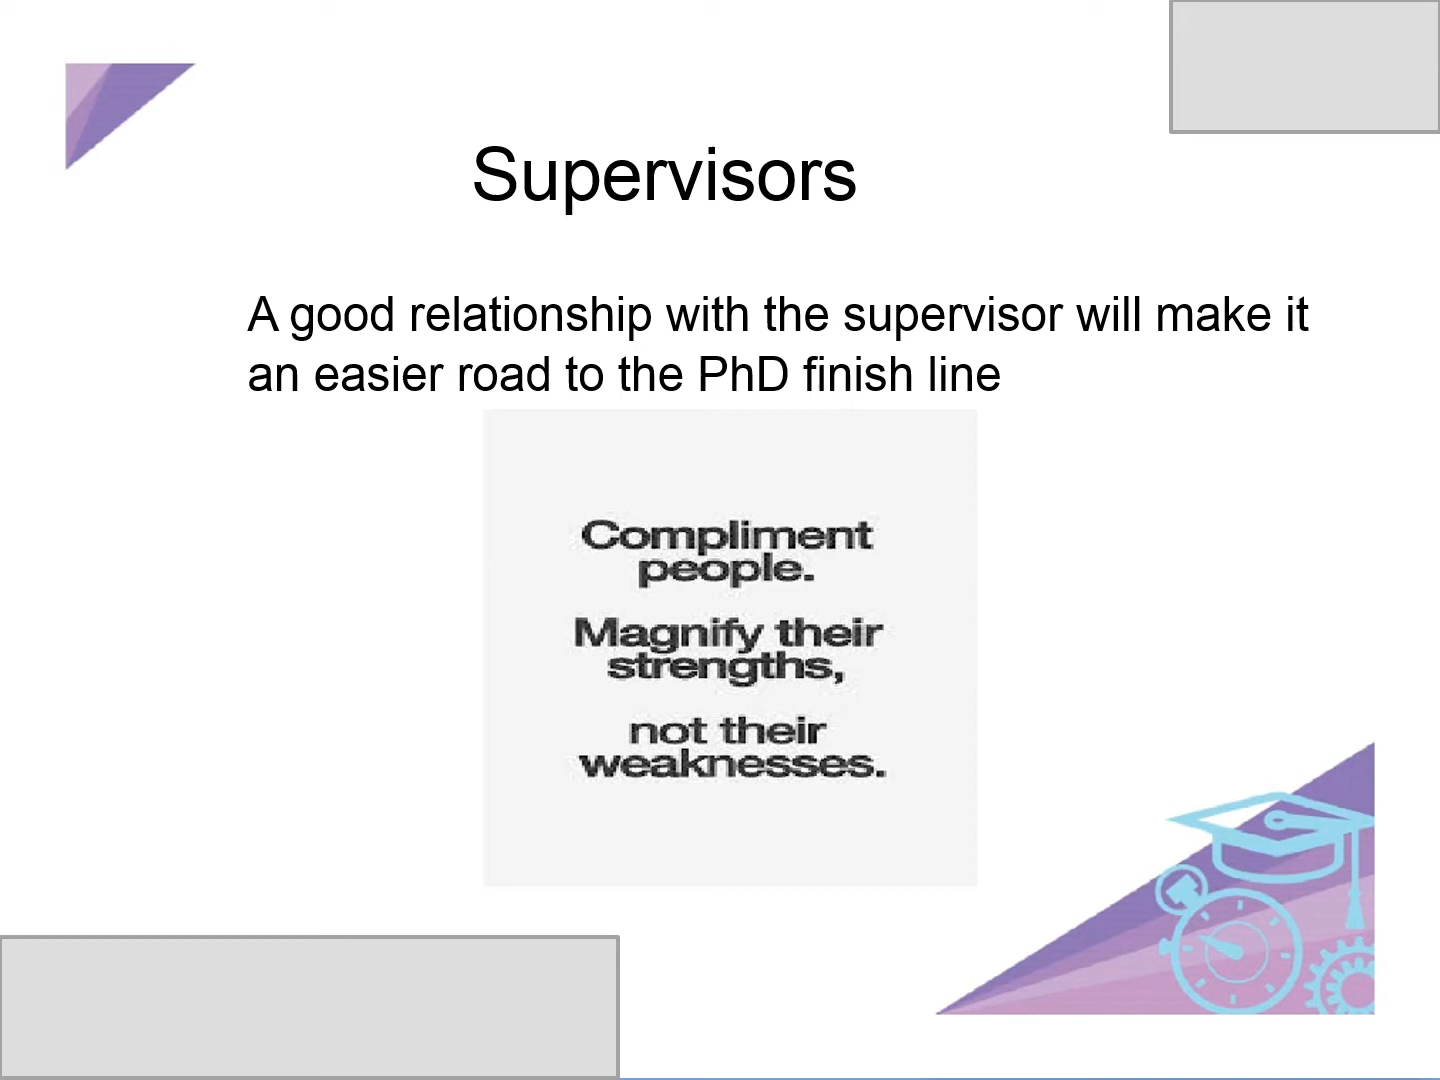 Supervisors
A good relationship with the supervisor will make it
an easier road to the PhD finish line
Compliment
people.
Magnify their
strengths,
not their
weaknesses.